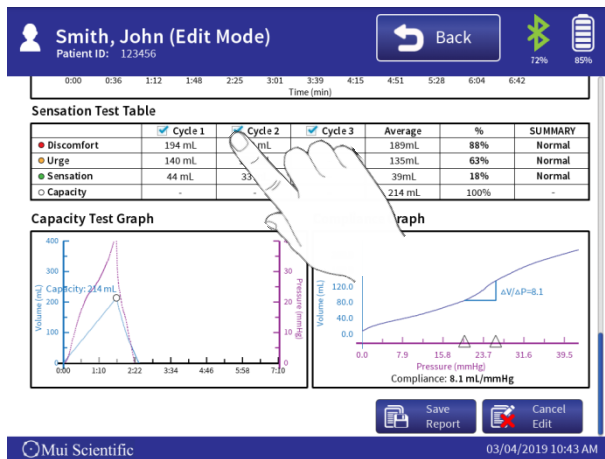 Smith, John (Edit Mode)
Patient ID: 123456
Back
72%
85%
0:00 0:36 1:12 1:48 2:25 3:01 3:39 4:15 4:51 5:28 6:04 6:42
Time (min)
Sensation Test Table
Cycle 1 Cycle 2 Cycle 3 Average % SUMMARY
Discomfort 194 mL mL 189mL 88% Normal
Urge 140 mL 135mL 63% Normal
Sensation 44 mL 33 39mL 18% Normal
Capacity - - 214 mL 100% -
Capacity Test Graph
raph
400
300
200
100
0
Volume (mL)
Capacity: 214 mL
30
20
10
0
Pressure (mmHg)
0:00 1:10 2:22 3:34 4:46 5:58 7:10
Volume (mL)
120.0
80.0
40.0
0.0
ΔV/ΔP=8.1
0.0 7.9 15.8 23.7 31.6 39.5
Pressure (mmHg)
Compliance: 8.1 mL/mmHg
Save
Report
Cancel
Edit
Mui Scientific
03/04/2019 10:43 AM